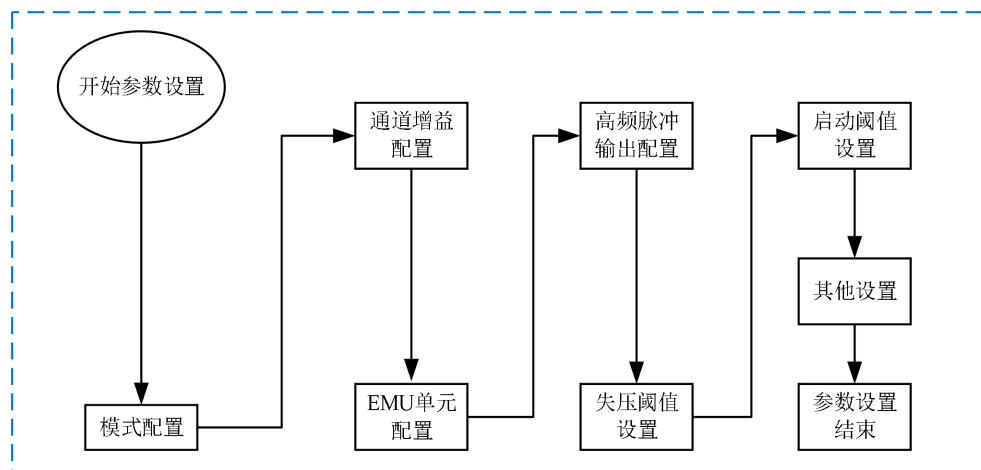 开始参数设置
模式配置
通道增益
配置
EMU单元
配置
高频脉冲
输出配置
失压阈值
设置
启动阈值
设置
其他设置
参数设置
结束